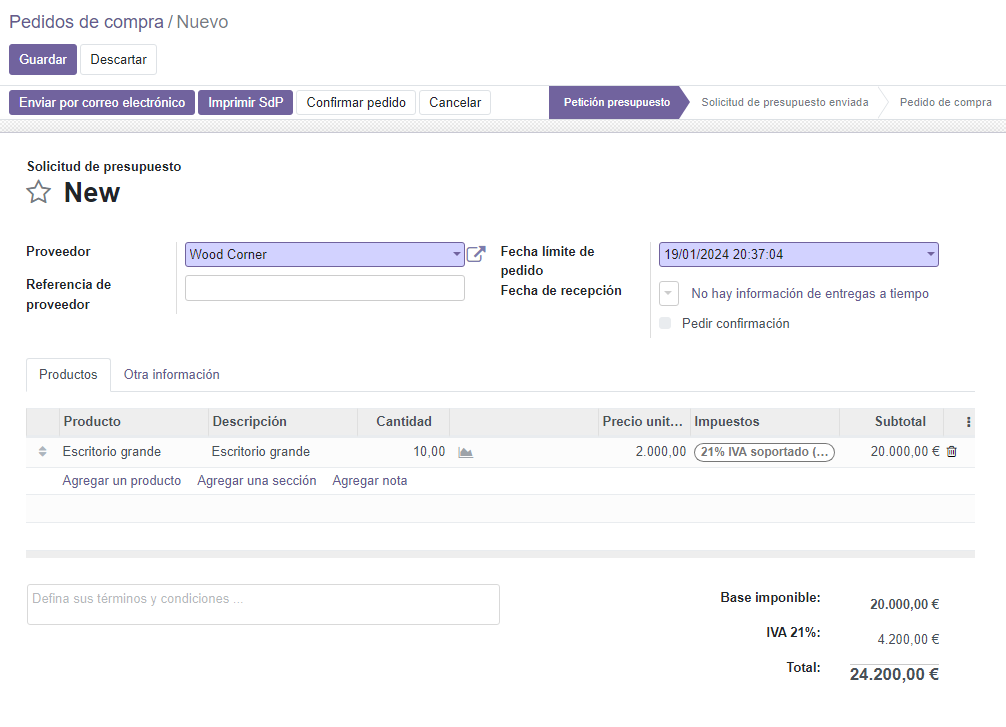 Pedidos de compra / Nuevo
Guardar Descartar
Enviar por correo electrónico Imprimir SdP Confirmar pedido Cancelar Petición presupuesto Solicitud de presupuesto enviada Pedido de compra
Solicitud de presupuesto
New
Proveedor Wood Corner
Referencia de
proveedor
Fecha límite de
pedido
19/01/2024 20:37:04
Fecha de recepción
No hay información de entregas a tiempo
Pedir confirmación
Productos Otra información
Producto Descripción Cantidad Precio unit... Impuestos Subtotal
Escritorio grande Escritorio grande 10,00 2.000,00 21% IVA soportado (... 20.000,00 €
Agregar un producto Agregar una sección Agregar nota
Defina sus términos y condiciones ...
Base imponible: 20.000,00 €
IVA 21%: 4.200,00 €
Total: 24.200,00 €